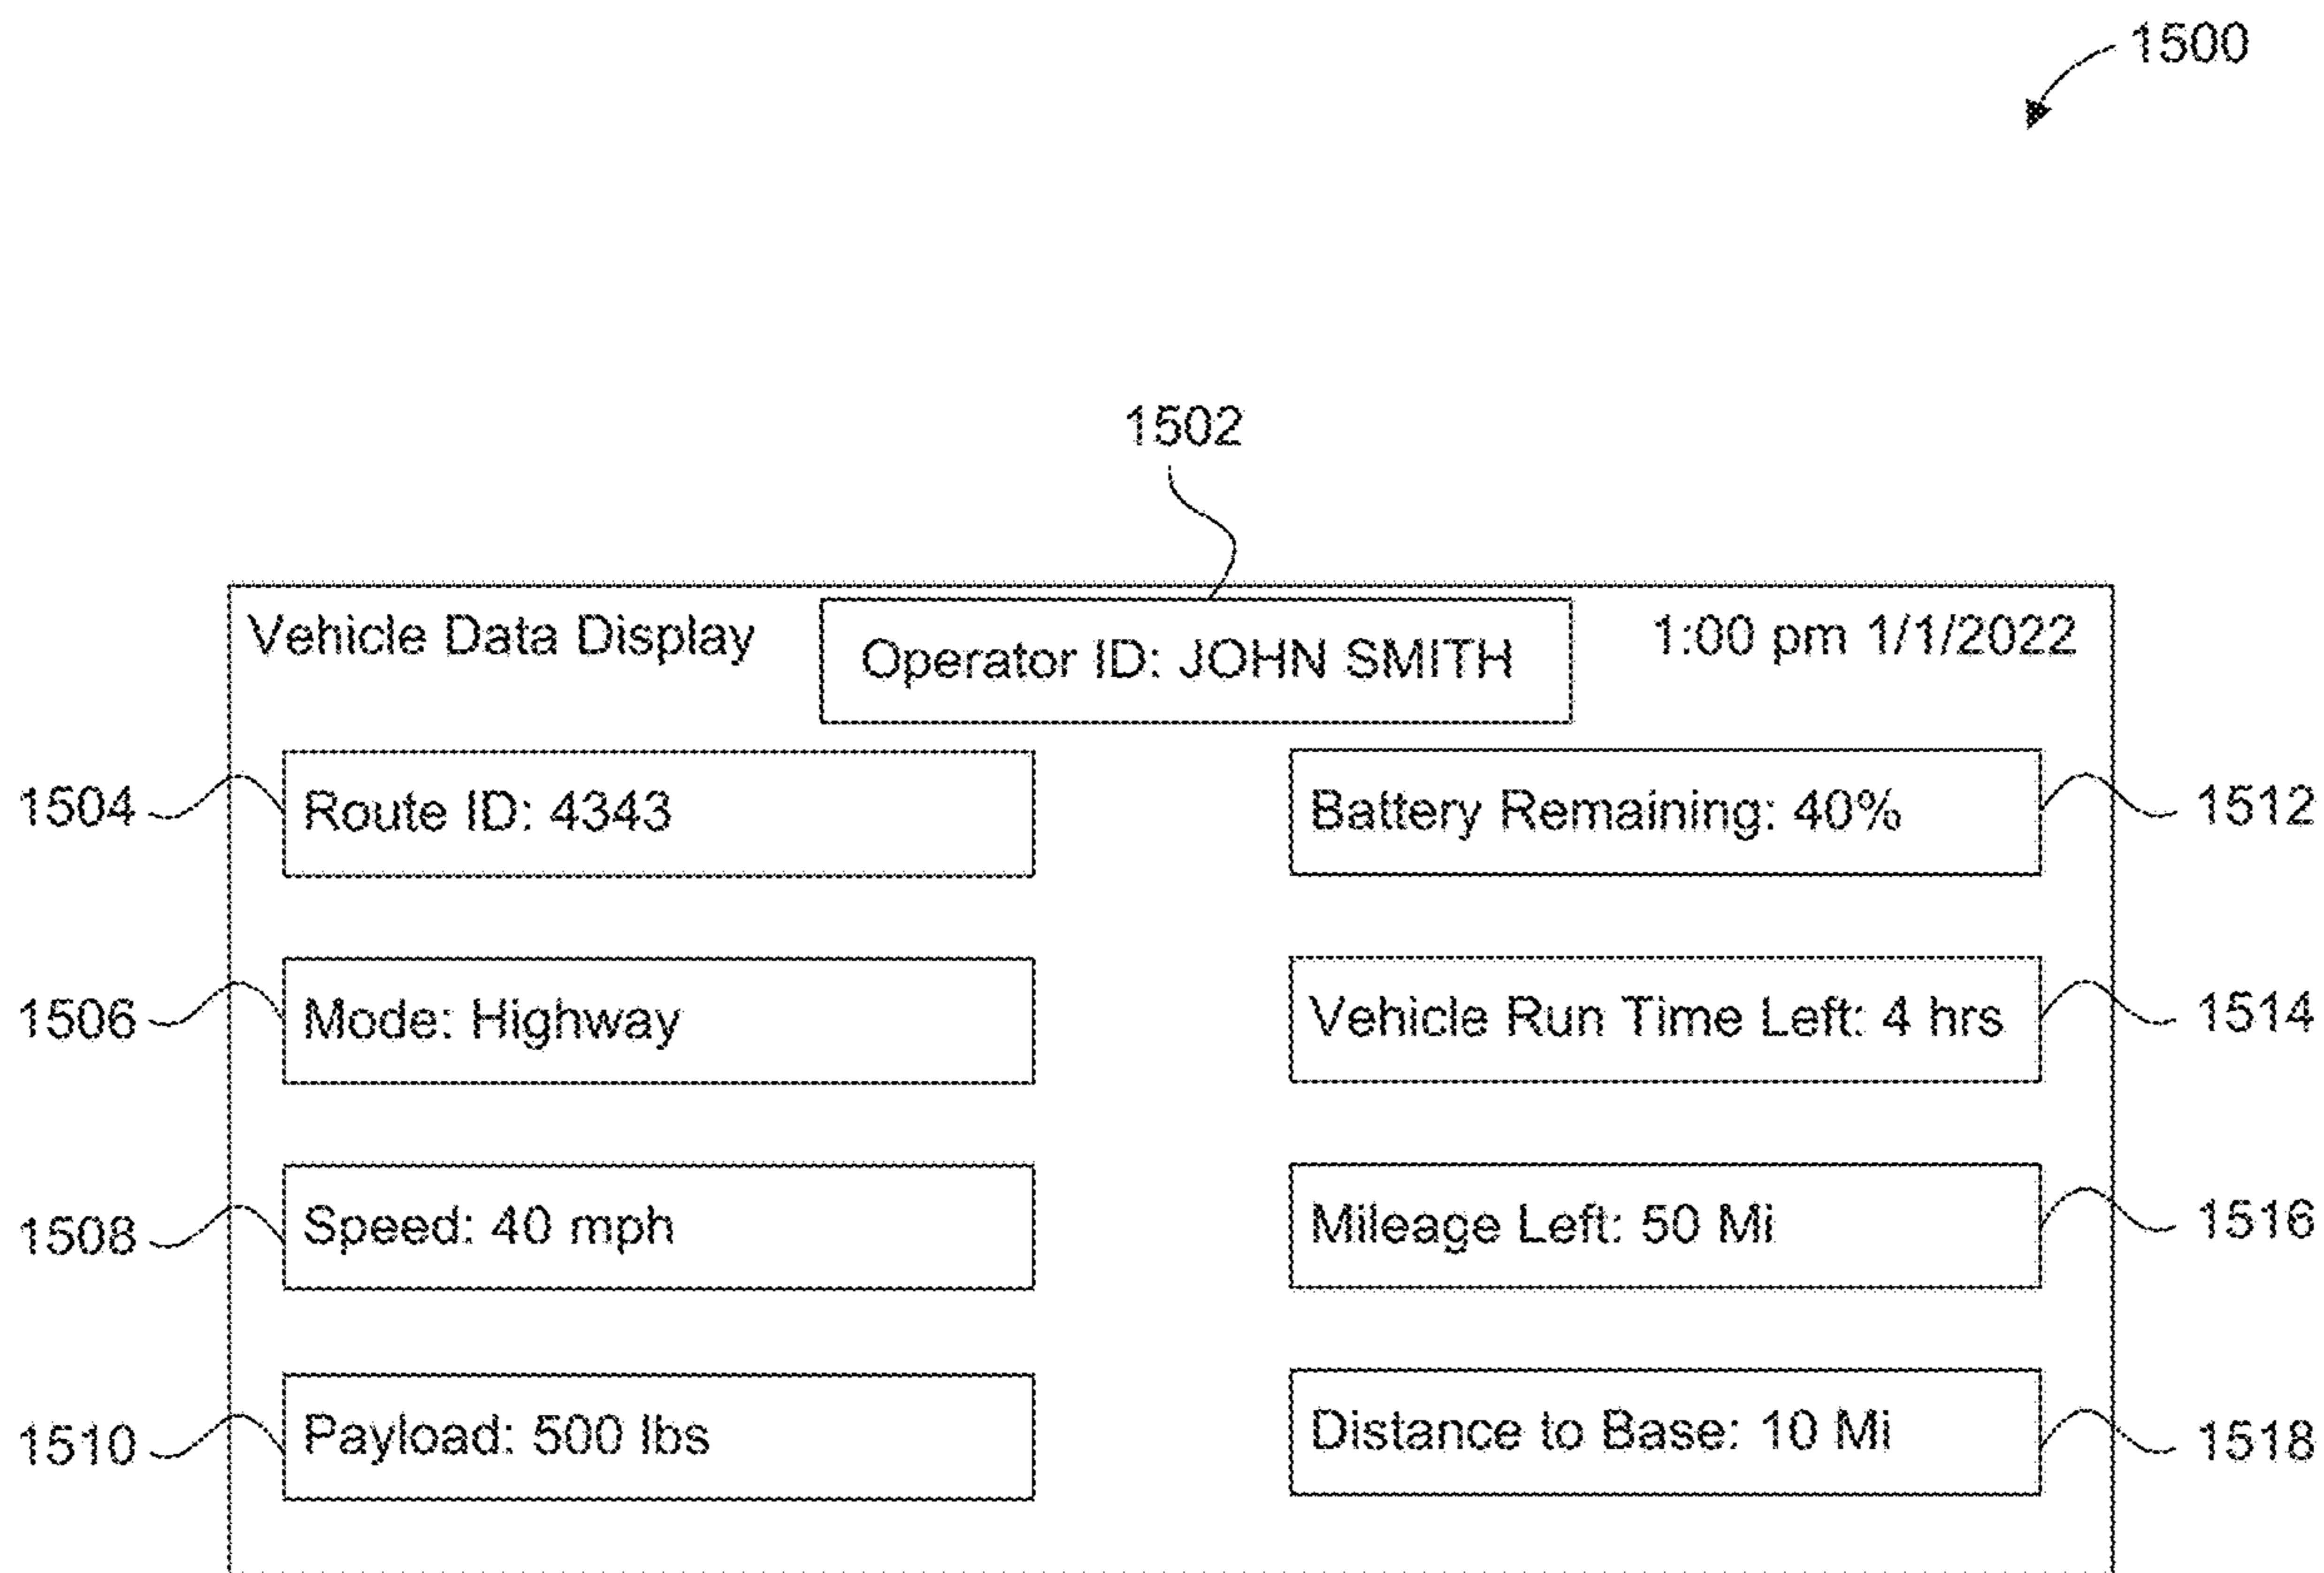 1500
1502
Vehicle Data Display
Operator ID: JOHN SMITH
1:00 pm 1/1/2022
1504
Route ID: 4343
Battery Remaining: 40%
1512
1506
Mode: Highway
Vehicle Run Time Left: 4 hrs
1514
1508
Speed: 40 mph
Mileage Left: 50 Mi
1516
1510
Payload: 500 lbs
Distance to Base: 10 Mi
1518